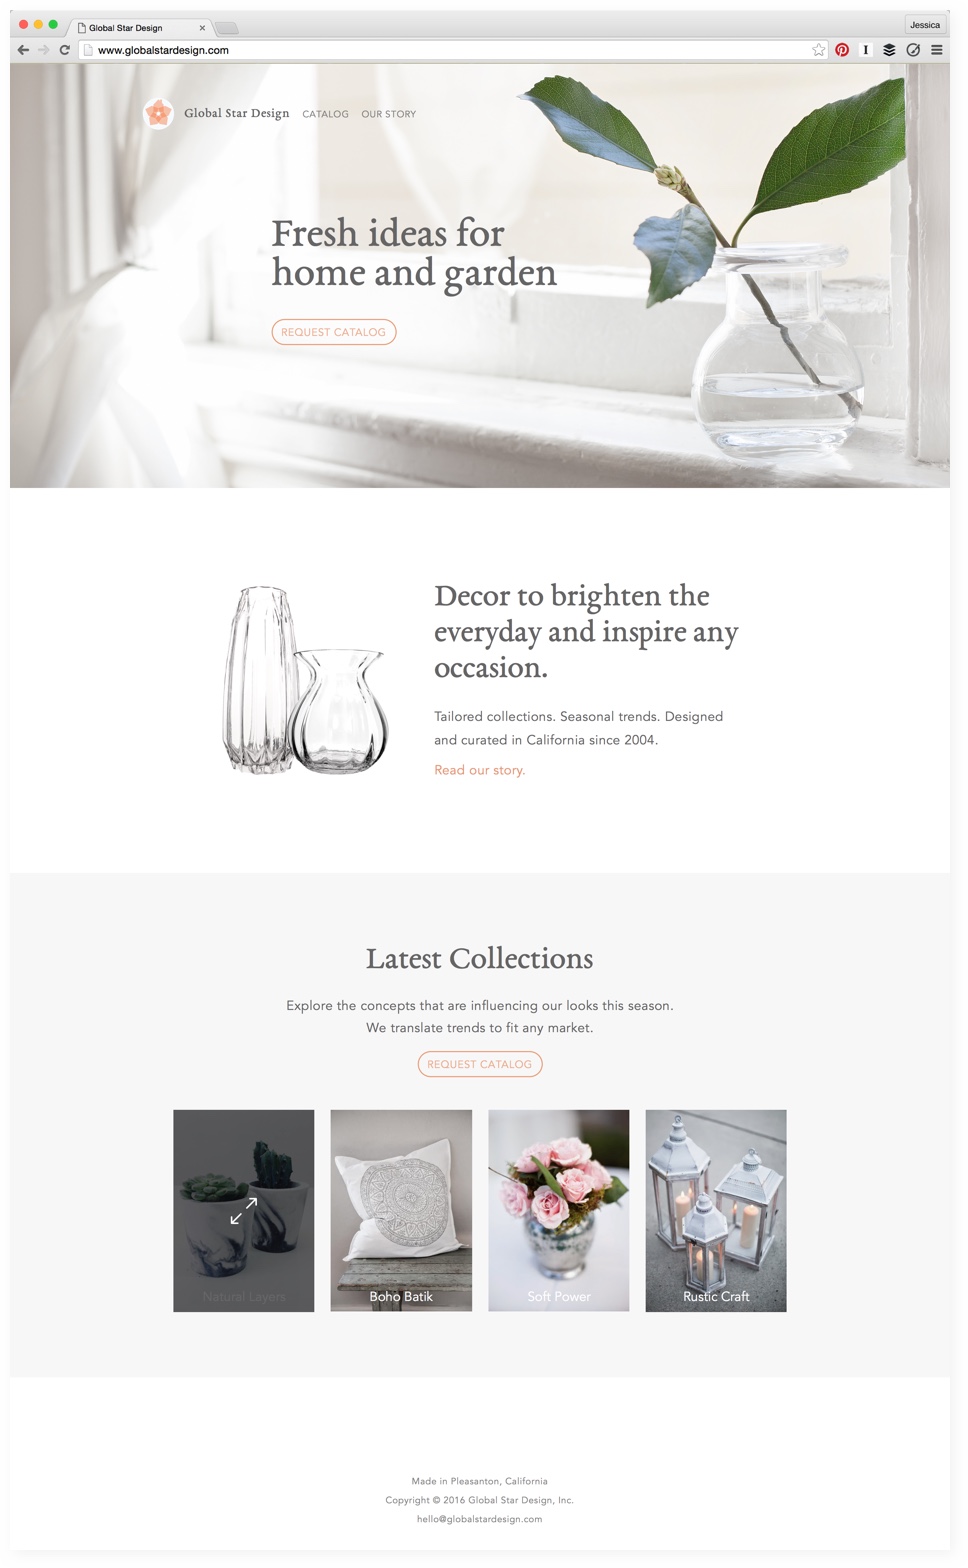 Global Star Design
Jessica
www.globalstardesign.com
Global Star Design CATALOG OUR STORY
Fresh ideas for
home and garden
REQUEST CATALOG
Decor to brighten the
everyday and inspire any
occasion.
Tailored collections. Seasonal trends. Designed
and curated in California since 2004.
Read our story.
Latest Collections
Explore the concepts that are influencing our looks this season.
We translate trends to fit any market.
REQUEST CATALOG
Natural Layers
Boho Batik
Soft Power
Rustic Craft
Made in Pleasanton, California
Copyright © 2016 Global Star Design, Inc.
hello@globalstardesign.com